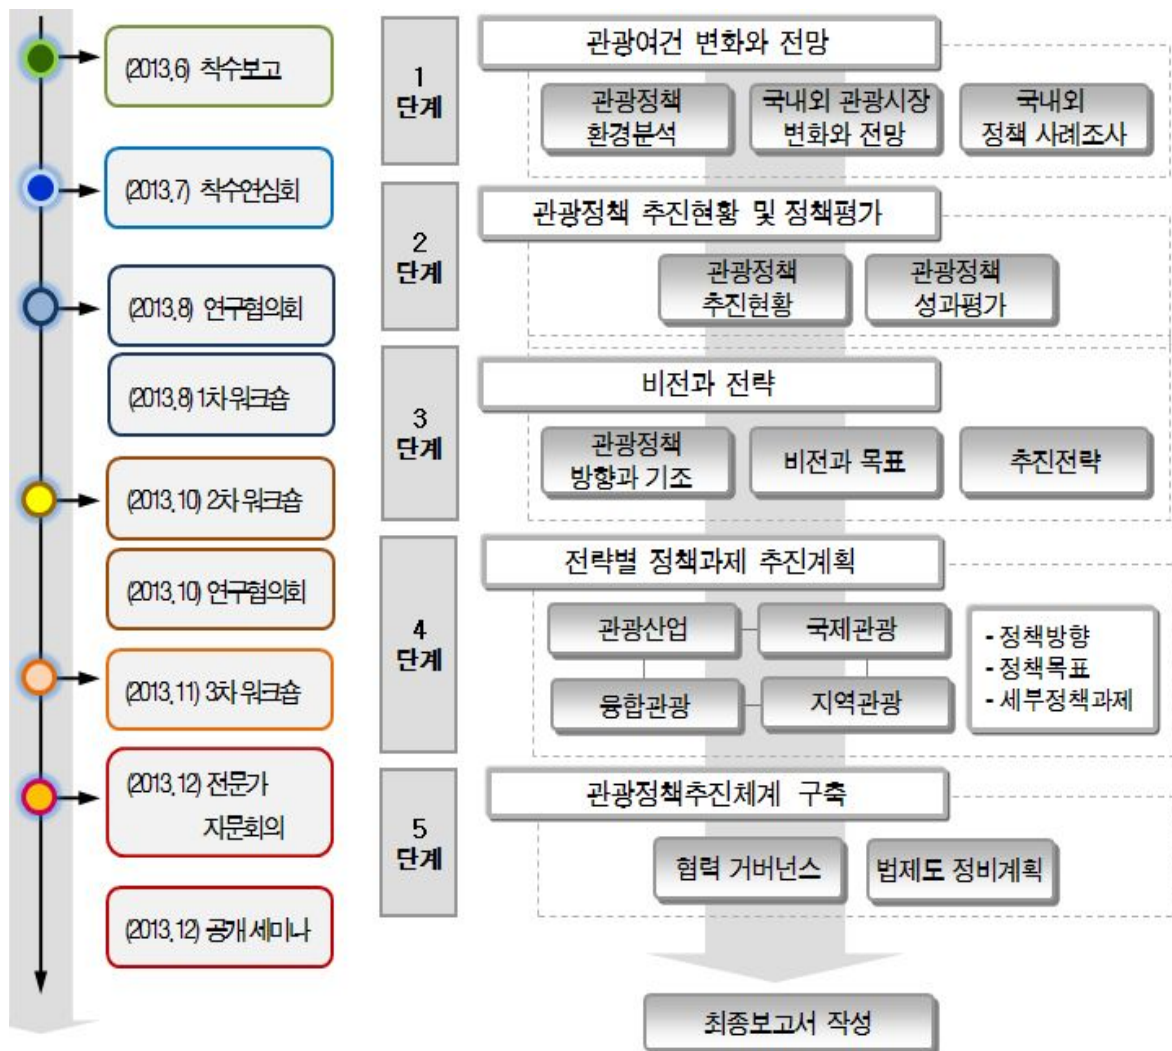 (2013.6) 착수보고
(2013.7) 착수연심회
(2013.8) 연구협의회
(2013.8) 1차 워크숍
(2013.10) 2차 워크숍
(2013.10) 연구협의회
(2013.11) 3차 워크숍
(2013.12) 전문가
자문회의
(2013.12) 공개 세미나
1
단계
관광여건 변화와 전망
관광정책
환경분석
국내외 관광시장
변화와 전망
국내외
정책 사례조사
2
단계
관광정책 추진현황 및 정책평가
관광정책
추진현황
관광정책
성과평가
3
단계
비전과 전략
관광정책
방향과 기조
비전과 목표
추진전략
4
단계
전략별 정책과제 추진계획
관광산업
국제관광
융합관광
지역관광
- 정책방향
- 정책목표
- 세부정책과제
5
단계
관광정책추진체계 구축
협력 거버넌스
법제도 정비계획
최종보고서 작성